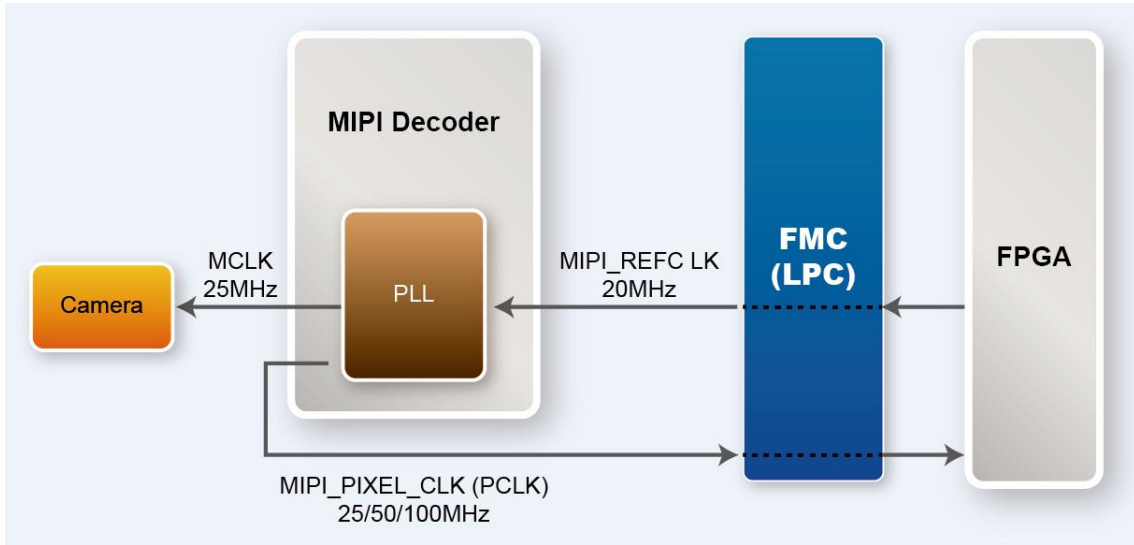 MIPI Decoder
PLL
Camera
MCLK
25MHz
MIPI_REFC LK
20MHz
FMC
(LPC)
FPGA
MIPI_PIXEL_CLK (PCLK)
25/50/100MHz